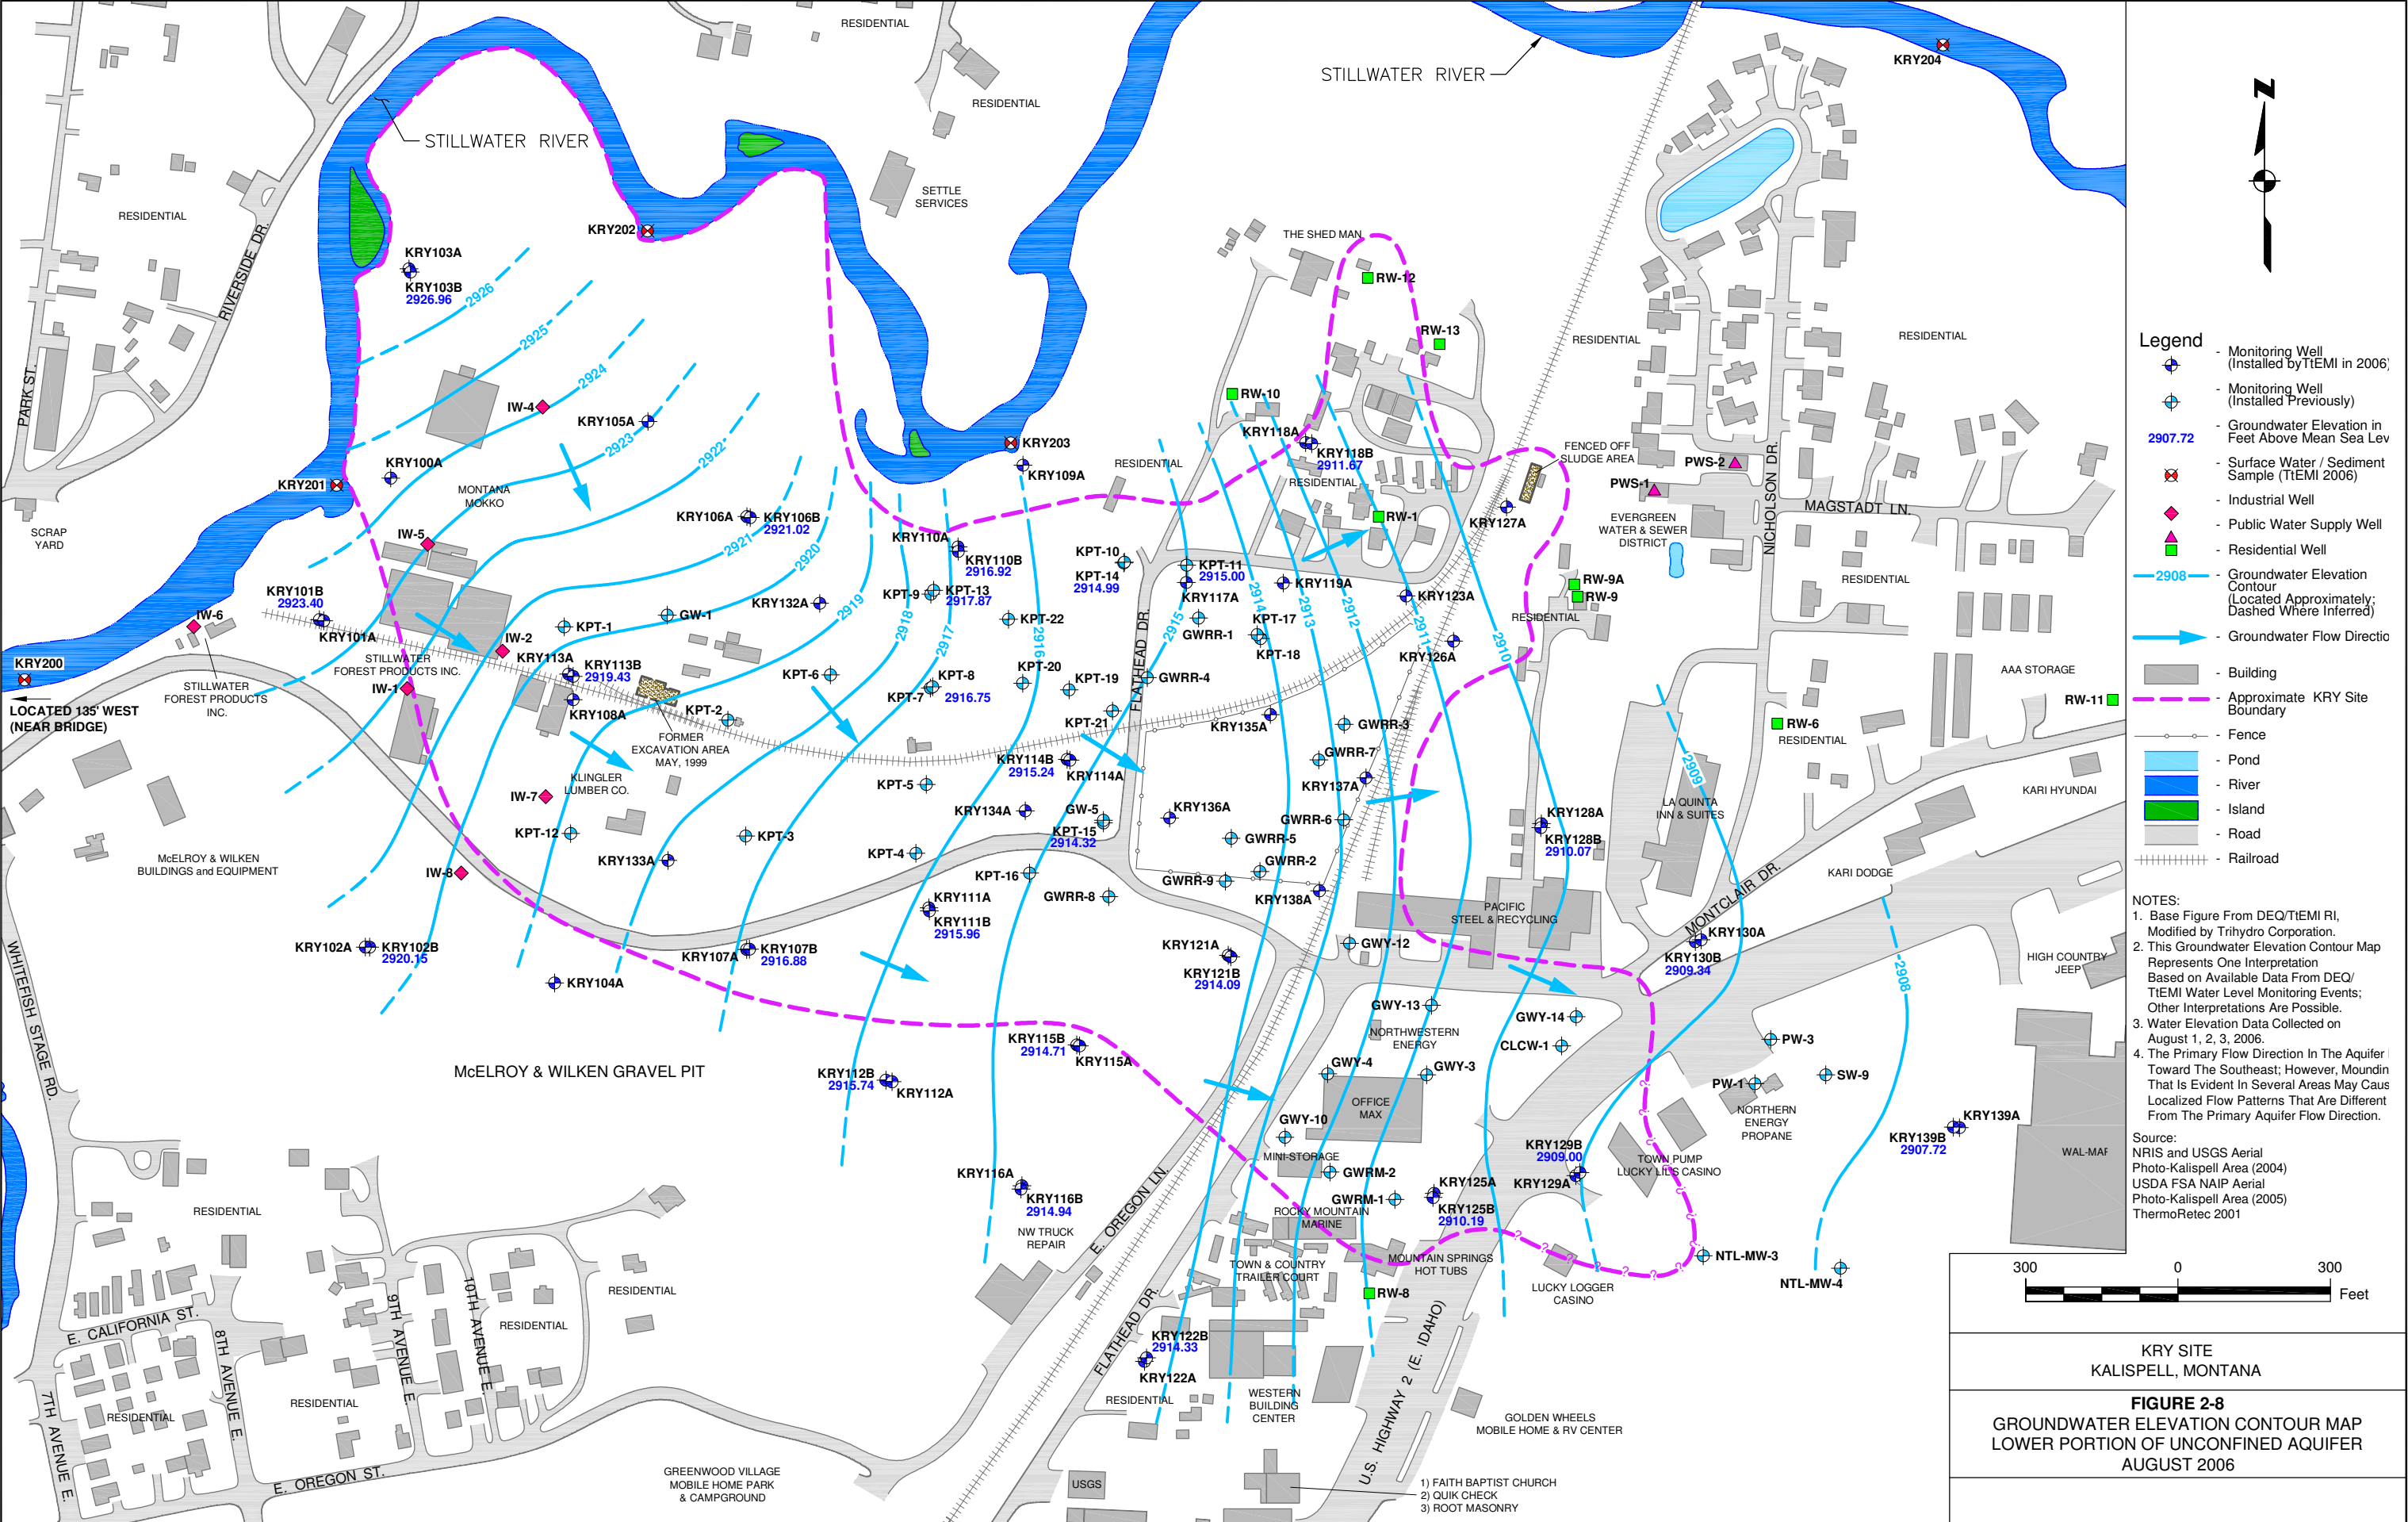 RESIDENTIAL
STILLWATER RIVER
KRY204
RESIDENTIAL
STILLWATER RIVER
SETTLE
SERVICES
RESIDENTIAL
RIVERSIDE DR.
PARK ST.
KRY202
THE SHED MAN
RW-12
RW-13
KRY103A
KRY103B
2926.96
2926
2925
2924
2923
2922
2921
2920
2919
2918
2917
2916
2915
2914
2913
2912
2911
2910
2909
2908
RESIDENTIAL
RESIDENTIAL
IW-4
KRY105A
RW-10
KRY118A
KRY118B
2911.67
RESIDENTIAL
KRY203
KRY109A
RESIDENTIAL
FENCED OFF
SLUDGE AREA
PWS-2
PWS-1
NICHOLSON DR.
MAGSTADT LN.
EVERGREEN
WATER & SEWER
DISTRICT
KRY100A
KRY201
MONTANA
MOKKO
SCRAP
YARD
IW-5
KRY106A
KRY106B
2921.02
KRY110A
KRY110B
2916.92
KPT-10
KPT-14
2914.99
KPT-11
2915.00
KRY117A
RW-1
KRY127A
KRY119A
KRY123A
RW-9A
RW-9
RESIDENTIAL
RESIDENTIAL
KRY101B
2923.40
KRY101A
IW-6
KRY132A
KPT-9
KPT-13
2917.87
KPT-22
GWRR-1
KPT-17
KPT-18
KRY126A
GW-1
KPT-1
IW-2
KRY113A
KRY113B
2919.43
STILLWATER
FOREST PRODUCTS INC.
IW-1
KRY200
LOCATED 135' WEST
(NEAR BRIDGE)
STILLWATER
FOREST PRODUCTS
INC.
KRY108A
KPT-2
KPT-6
KPT-8
KPT-7
2916.75
KPT-20
KPT-19
KPT-21
FLATHEAD DR.
GWRR-4
KRY135A
GWRR-3
GWRR-7
KRY137A
AAA STORAGE
RW-11
RW-6
RESIDENTIAL
FORMER
EXCAVATION AREA
MAY, 1999
KLINGLER
LUMBER CO.
IW-7
KRY114B
2915.24
KRY114A
KPT-5
KRY134A
GW-5
KPT-15
2914.32
KRY136A
GWRR-6
GWRR-5
GWRR-2
GWRR-9
KRY138A
KRY128A
KRY128B
2910.07
LA QUINTA
INN & SUITES
KARI HYUNDAI
KPT-12
KPT-3
KPT-4
KRY133A
IW-8
McELROY & WILKEN
BUILDINGS and EQUIPMENT
KPT-16
GWRR-8
KRY111A
KRY111B
2915.96
PACIFIC
STEEL & RECYCLING
MONTCLAIR DR.
KARI DODGE
KRY130A
KRY130B
2909.34
HIGH COUNTRY
JEEP
KRY102A
KRY102B
2920.15
KRY104A
KRY107A
KRY107B
2916.88
KRY121A
KRY121B
2914.09
GWY-12
GWY-13
GWY-14
CLCW-1
NORTHWESTERN
ENERGY
PW-3
WHITEFISH STAGE RD.
McELROY & WILKEN GRAVEL PIT
KRY115B
2914.71
KRY115A
KRY112B
2915.74
KRY112A
GWY-4
GWY-3
OFFICE
MAX
PW-1
SW-9
NORTHERN
ENERGY
PROPANE
KRY139A
KRY139B
2907.72
GWY-10
MINI-STORAGE
GWRM-2
GWRM-1
KRY125A
KRY125B
2910.19
KRY129B
2909.00
KRY129A
TOWN PUMP
LUCKY LIL'S CASINO
KRY116A
KRY116B
2914.94
NW TRUCK
REPAIR
E. OREGON LN.
ROCKY MOUNTAIN
MARINE
TOWN & COUNTRY
TRAILER COURT
MOUNTAIN SPRINGS
HOT TUBS
RW-8
LUCKY LOGGER
CASINO
NTL-MW-3
NTL-MW-4
RESIDENTIAL
RESIDENTIAL
RESIDENTIAL
E. CALIFORNIA ST.
8TH AVENUE E.
9TH AVENUE E.
10TH AVENUE E.
7TH AVENUE E.
RESIDENTIAL
RESIDENTIAL
E. OREGON ST.
KRY122B
2914.33
KRY122A
FLATHEAD DR.
RESIDENTIAL
WESTERN
BUILDING
CENTER
U.S. HIGHWAY 2 (E. IDAHO)
GOLDEN WHEELS
MOBILE HOME & RV CENTER
GREENWOOD VILLAGE
MOBILE HOME PARK
& CAMPGROUND
USGS
1) FAITH BAPTIST CHURCH
2) QUIK CHECK
3) ROOT MASONRY
N
Legend
- Monitoring Well
(Installed byTtEMI in 2006)
- Monitoring Well
(Installed Previously)
2907.72 - Groundwater Elevation in
Feet Above Mean Sea Lev
- Surface Water / Sediment
Sample (TtEMI 2006)
- Industrial Well
- Public Water Supply Well
- Residential Well
2908 - Groundwater Elevation
Contour
(Located Approximately;
Dashed Where Inferred)
- Groundwater Flow Directio
- Building
- Approximate KRY Site
Boundary
- Fence
- Pond
- River
- Island
- Road
- Railroad
NOTES:
1. Base Figure From DEQ/TtEMI RI,
Modified by Trihydro Corporation.
2. This Groundwater Elevation Contour Map
Represents One Interpretation
Based on Available Data From DEQ/
TtEMI Water Level Monitoring Events;
Other Interpretations Are Possible.
3. Water Elevation Data Collected on
August 1, 2, 3, 2006.
4. The Primary Flow Direction In The Aquifer
Toward The Southeast; However, Moundin
That Is Evident In Several Areas May Caus
Localized Flow Patterns That Are Different
From The Primary Aquifer Flow Direction.
Source:
NRIS and USGS Aerial
Photo-Kalispell Area (2004)
USDA FSA NAIP Aerial
Photo-Kalispell Area (2005)
ThermoRetec 2001
WAL-MAR
300 0 300
Feet
KRY SITE
KALISPELL, MONTANA
FIGURE 2-8
GROUNDWATER ELEVATION CONTOUR MAP
LOWER PORTION OF UNCONFINED AQUIFER
AUGUST 2006